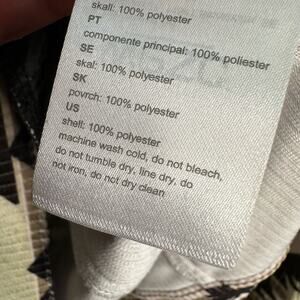 skall: 100% polyester
PT
componente principal: 100% poliester
SE
skal: 100% polyester
SK
povrch: 100% polyester
US
shell: 100% polyester
machine wash cold, do not bleach,
do not tumble dry, line dry, do
not iron, do not dry clean